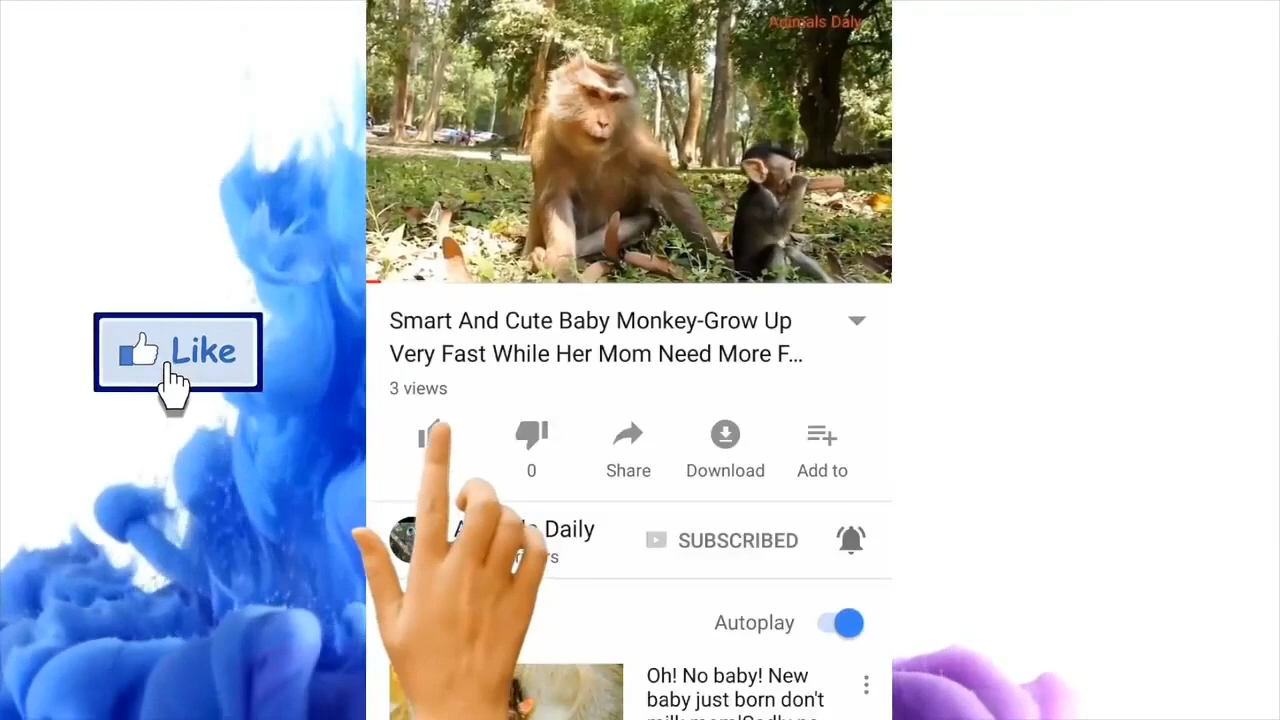 Animals Daly
Like
Smart And Cute Baby Monkey-Grow Up
Very Fast While Her Mom Need More F...
3 views
0
Share
Download
Add to
Daily
SUBSCRIBED
Autoplay
Oh! No baby! New
baby just born don't